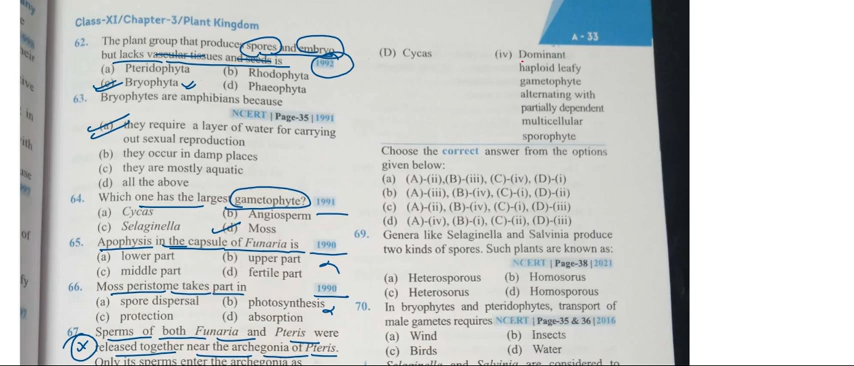 Class-XI/Chapter-3/Plant Kingdom
A - 33
62. The plant group that produces spores and embryo
but lacks vascular tissues and seeds is 1992
(a) Pteridophyta (b) Rhodophyta
(c) Bryophyta (d) Phaeophyta
63. Bryophytes are amphibians because
NCERT | Page-35 | 1991
(a) they require a layer of water for carrying
out sexual reproduction
(b) they occur in damp places
(c) they are mostly aquatic
(d) all the above
64. Which one has the largest gametophyte? 1991
(a) Cycas (b) Angiosperm
(c) Selaginella (d) Moss
65. Apophysis in the capsule of Funaria is 1990
(a) lower part (b) upper part
(c) middle part (d) fertile part
66. Moss peristome takes part in 1990
(a) spore dispersal (b) photosynthesis
(c) protection (d) absorption
67. Sperms of both Funaria and Pteris were
released together near the archegonia of Pteris.
Only its sperms enter the archegonia as
(D) Cycas (iv) Dominant
haploid leafy
gametophyte
alternating with
partially dependent
multicellular
sporophyte
Choose the correct answer from the options
given below:
(a) (A)-(ii),(B)-(iii), (C)-(iv), (D)-(i)
(b) (A)-(iii), (B)-(iv), (C)-(i), (D)-(ii)
(c) (A)-(ii), (B)-(iv), (C)-(i), (D)-(iii)
(d) (A)-(iv), (B)-(i), (C)-(ii), (D)-(iii)
69. Genera like Selaginella and Salvinia produce
two kinds of spores. Such plants are known as:
NCERT | Page-38 | 2021
(a) Heterosporous (b) Homosorus
(c) Heterosorus (d) Homosporous
70. In bryophytes and pteridophytes, transport of
male gametes requires NCERT | Page-35 & 36 | 2016
(a) Wind (b) Insects
(c) Birds (d) Water
Selaginella and Salvinia are considered to